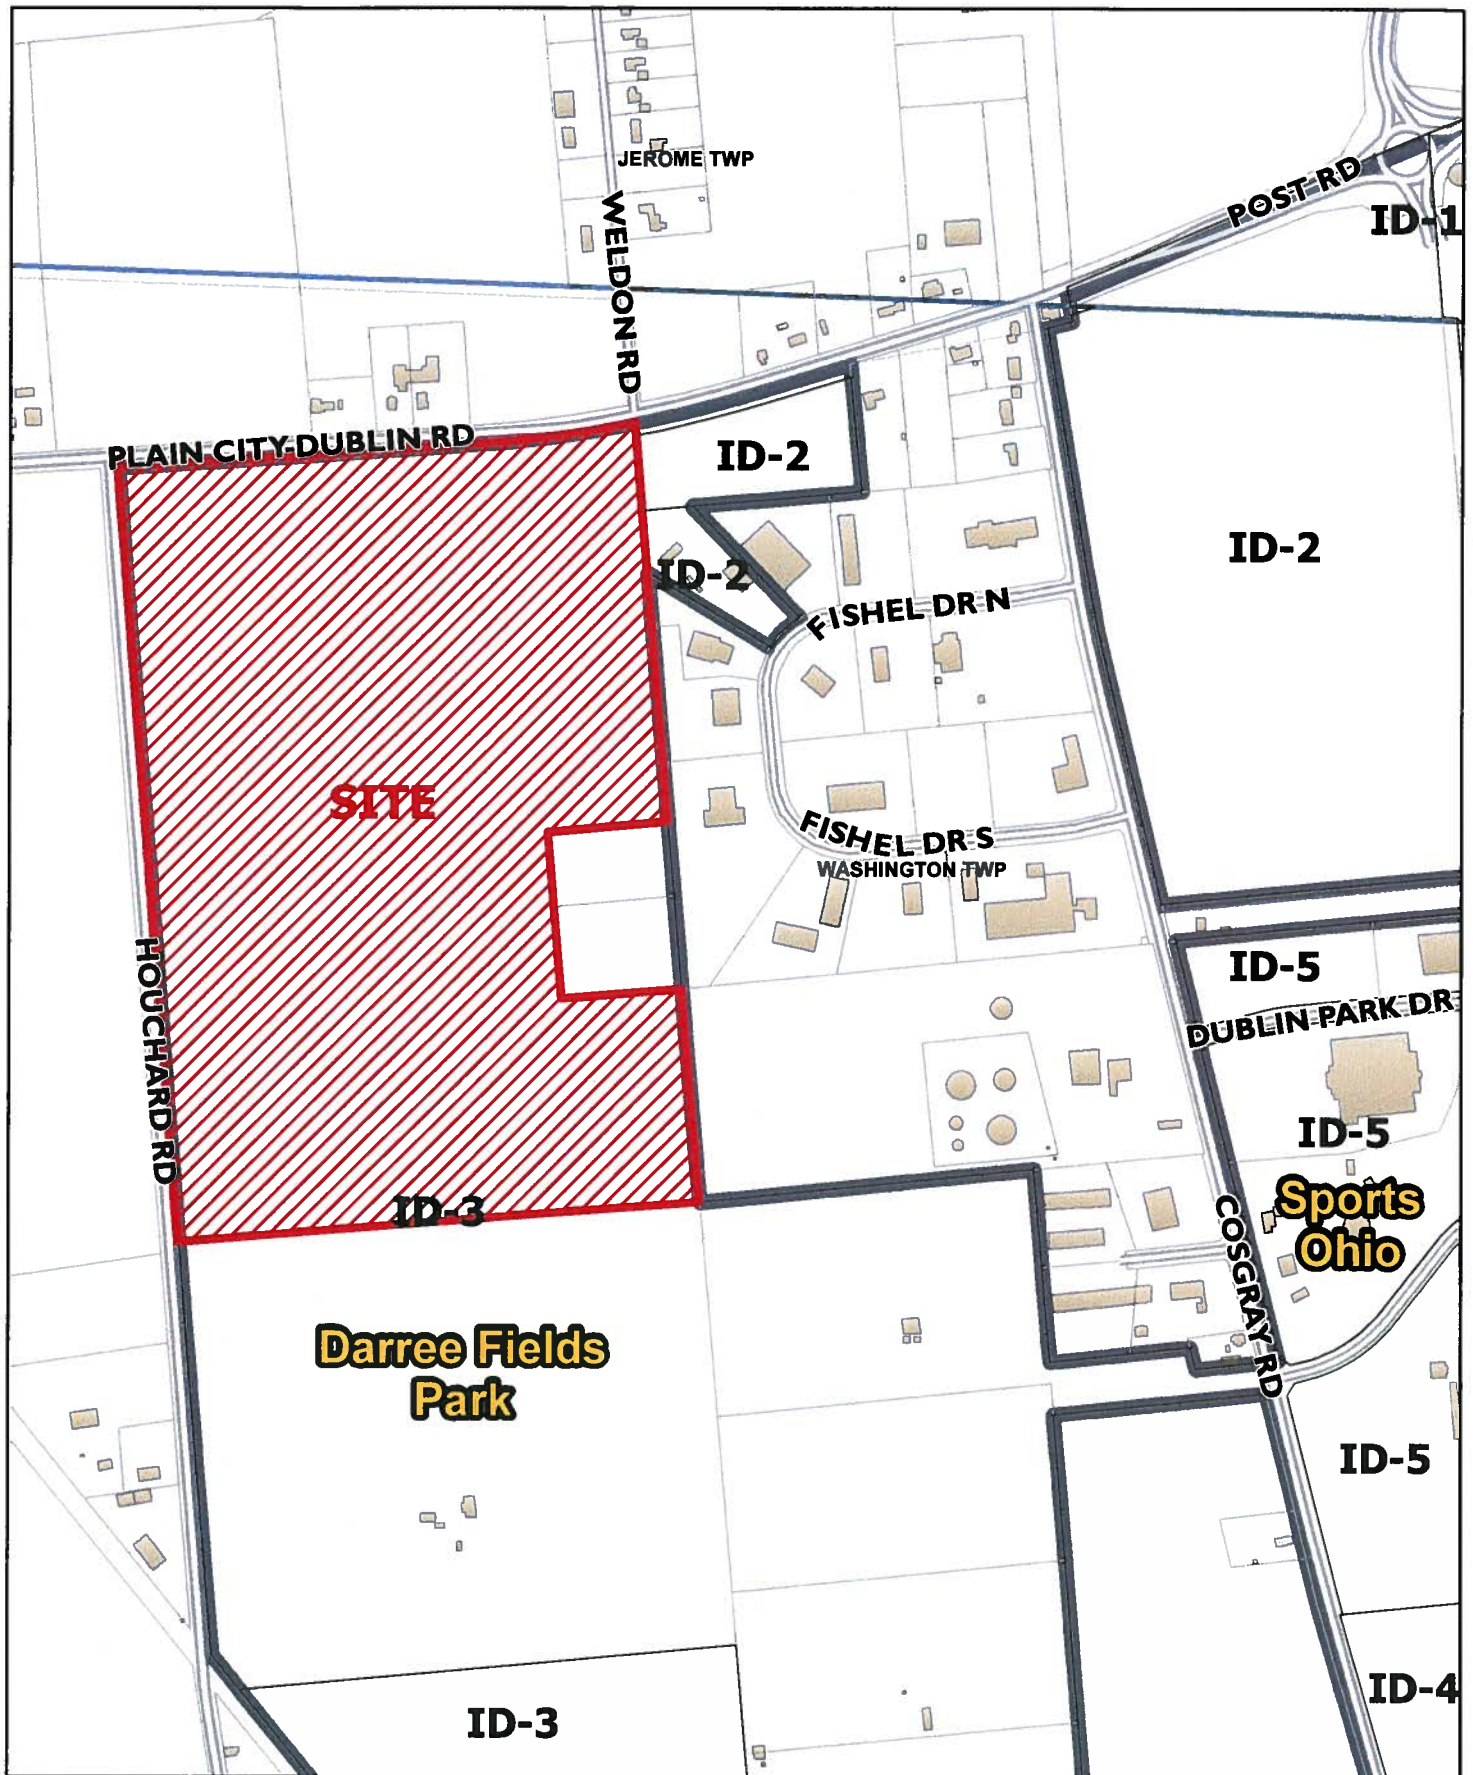 JEROME TWP
POST RD
ID-1
WELDON RD
PLAIN CITY-DUBLIN RD
ID-2
ID-2
ID-2
FISHEL DR N
SITE
FISHEL DR S
WASHINGTON TWP
HOUCHARD RD
ID-5
DUBLIN PARK DR
ID-5
Sports
Ohio
ID-3
COSGRAY RD
Darree Fields
Park
ID-5
ID-4
ID-3